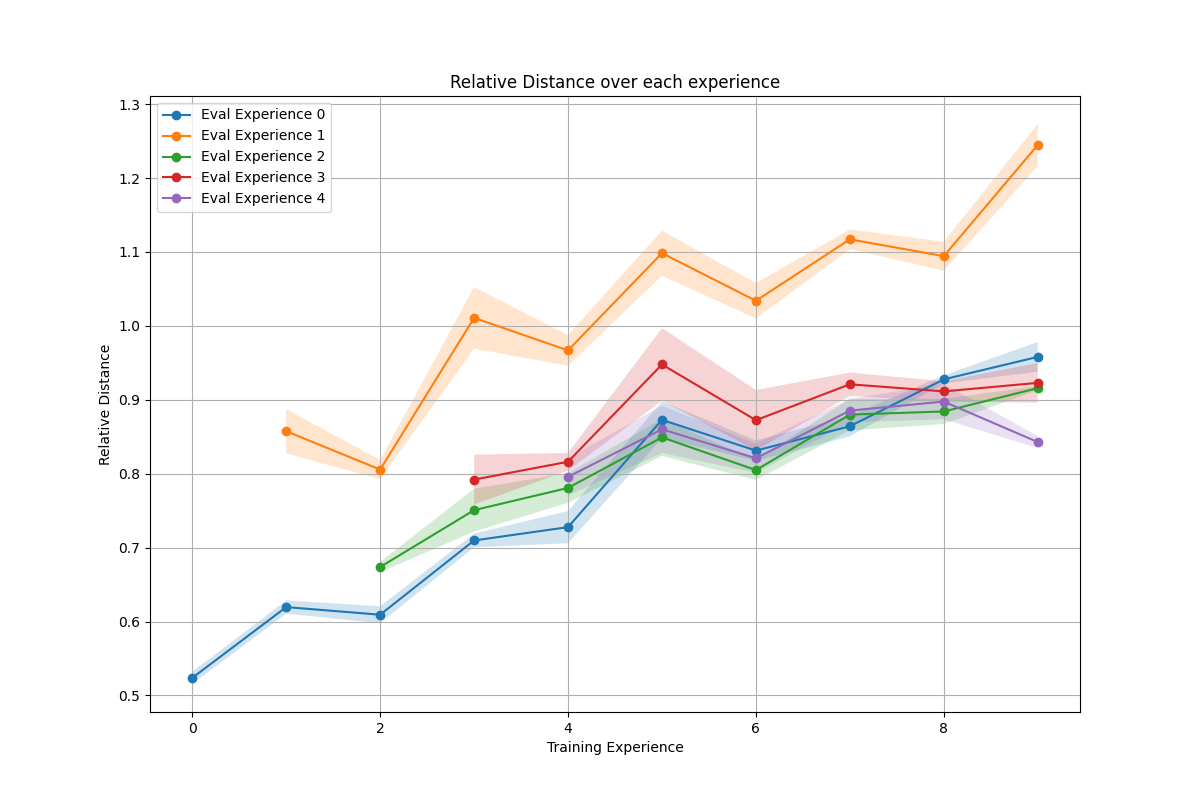 Relative Distance over each experience
1.3
1.2
1.1
1.0
0.9
0.8
0.7
0.6
0.5
Relative Distance
Eval Experience 0
Eval Experience 1
Eval Experience 2
Eval Experience 3
Eval Experience 4
0 2 4 6 8
Training Experience